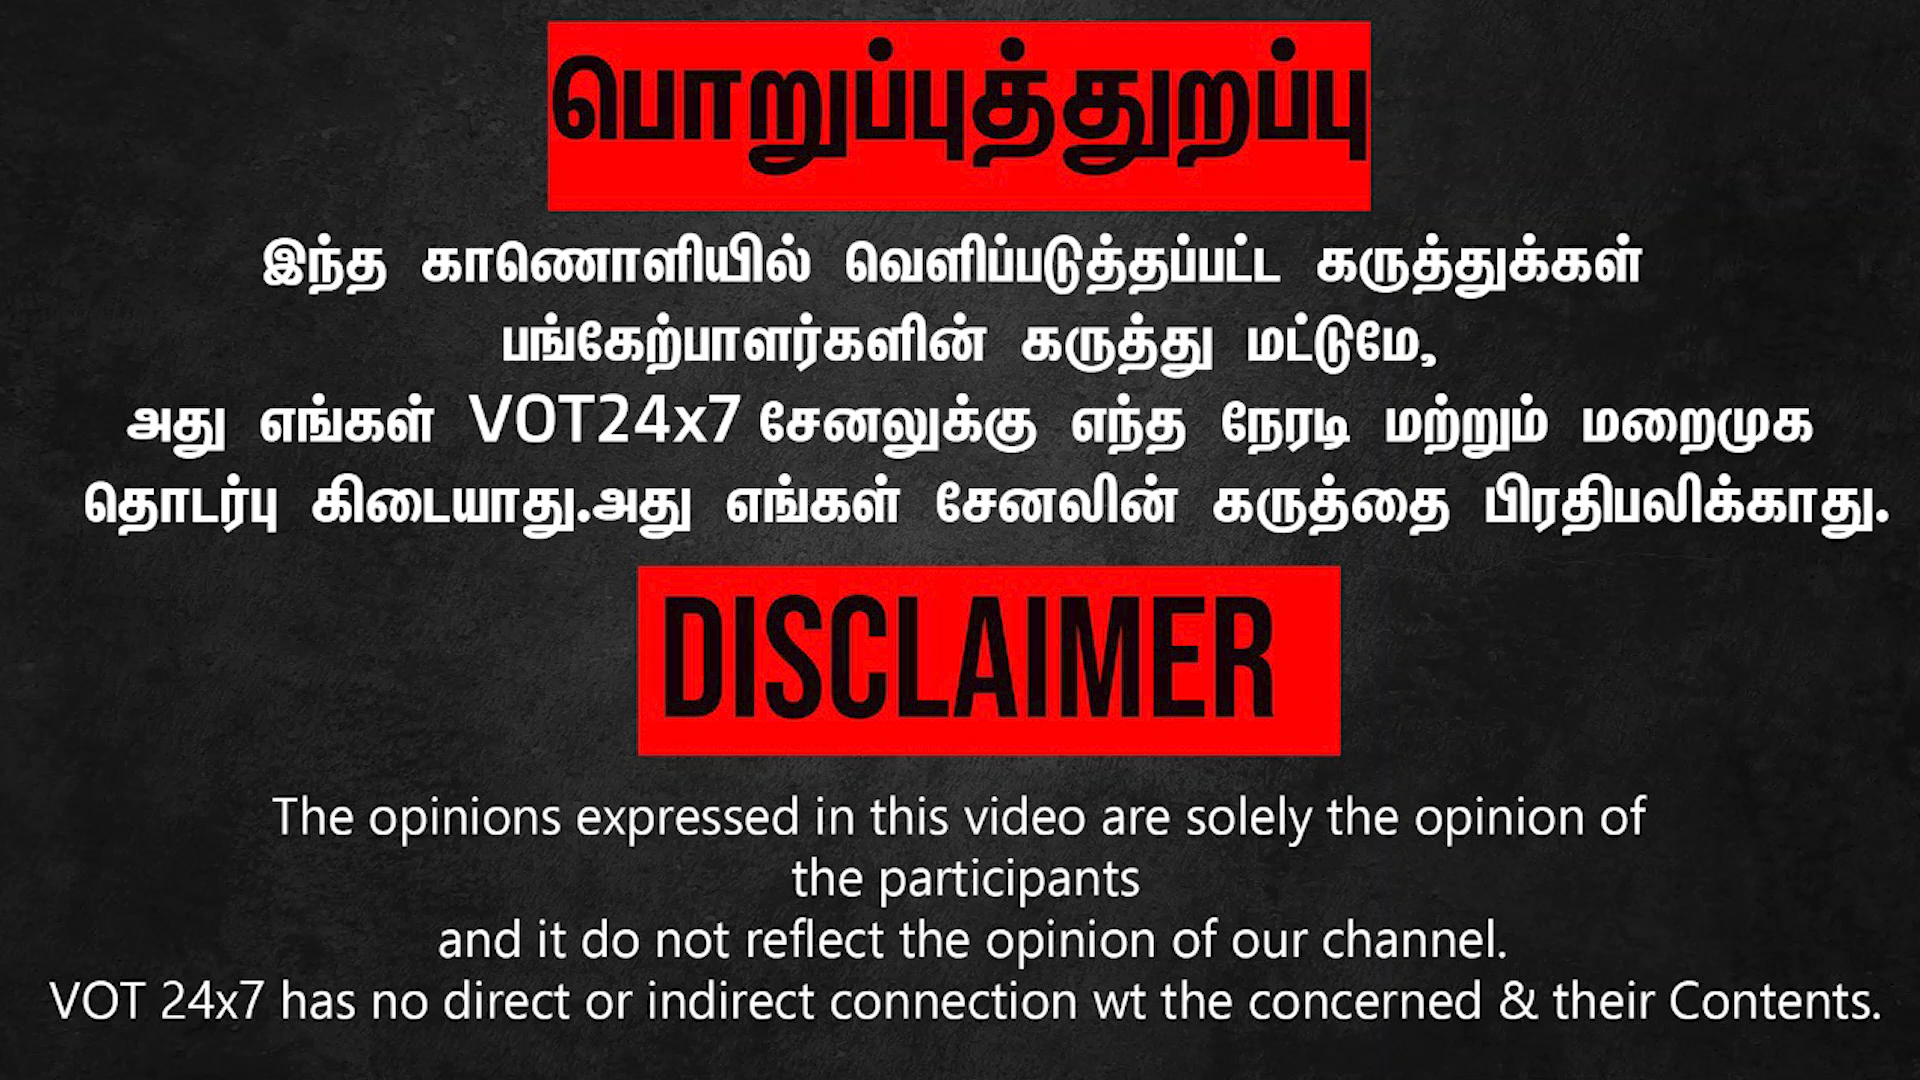 பொறுப்புத்துறப்பு
இந்த காணொளியில் வெளிப்படுத்தப்பட்ட கருத்துக்கள்
பங்கேற்பாளர்களின் கருத்து மட்டுமே,
அது எங்கள் VOT24x7 சேனலுக்கு எந்த நேரடி மற்றும் மறைமுக
தொடர்பு கிடையாது.அது எங்கள் சேனலின் கருத்தை பிரதிபலிக்காது.
DISCLAIMER
The opinions expressed in this video are solely the opinion of
the participants
and it do not reflect the opinion of our channel.
VOT 24x7 has no direct or indirect connection wt the concerned & their Contents.